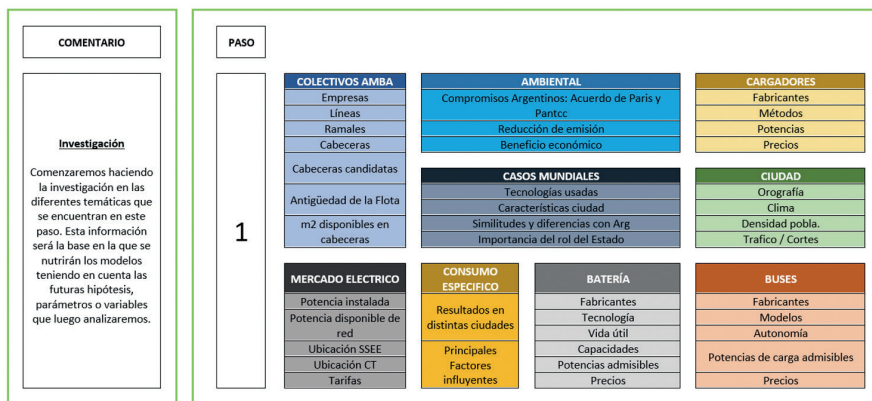 COMENTARIO
Investigación
Comenzaremos haciendo
la investigación en las
diferentes temáticas que
se encuentran en este
paso. Esta información
será la base en la que se
nutrirán los modelos
teniendo en cuenta las
futuras hipótesis,
parámetros o variables
que luego analizaremos.
PASO
1
COLECTIVOS AMBA
Empresas
Líneas
Ramales
Cabeceras
Cabeceras candidatas
Antigüedad de la Flota
m2 disponibles en
cabeceras
AMBIENTAL
Compromisos Argentinos: Acuerdo de Paris y
Pantcc
Reducción de emisión
Beneficio económico
CARGADORES
Fabricantes
Métodos
Potencias
Precios
CASOS MUNDIALES
Tecnologías usadas
Características ciudad
Similitudes y diferencias con Arg
Importancia del rol del Estado
CIUDAD
Orografía
Clima
Densidad pobla.
Trafico / Cortes
MERCADO ELECTRICO
Potencia instalada
Potencia disponible de
red
Ubicación SSEE
Ubicación CT
Tarifas
CONSUMO
ESPECIFICO
Resultados en
distintas ciudades
Principales
Factores
influyentes
BATERÍA
Fabricantes
Tecnología
Vida útil
Capacidades
Potencias admisibles
Precios
BUSES
Fabricantes
Modelos
Autonomía
Potencias de carga admisibles
Precios